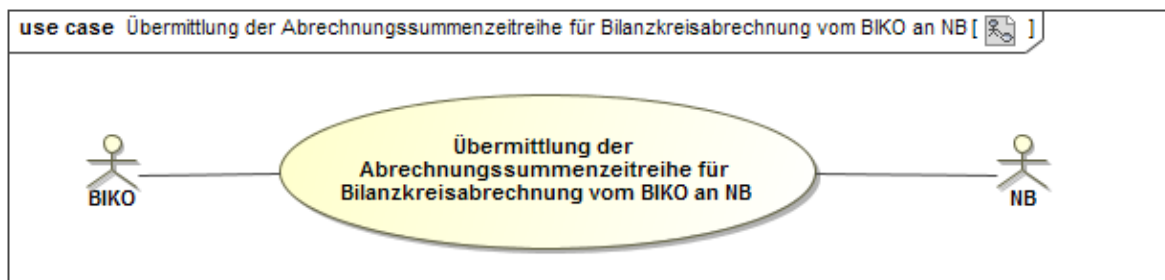 use case Übermittlung der Abrechnungssummenzeitreihe für Bilanzkreisabrechnung vom BIKO an NB [ ]
Übermittlung der
Abrechnungssummenzeitreihe für
Bilanzkreisabrechnung vom BIKO an NB
BIKO
NB